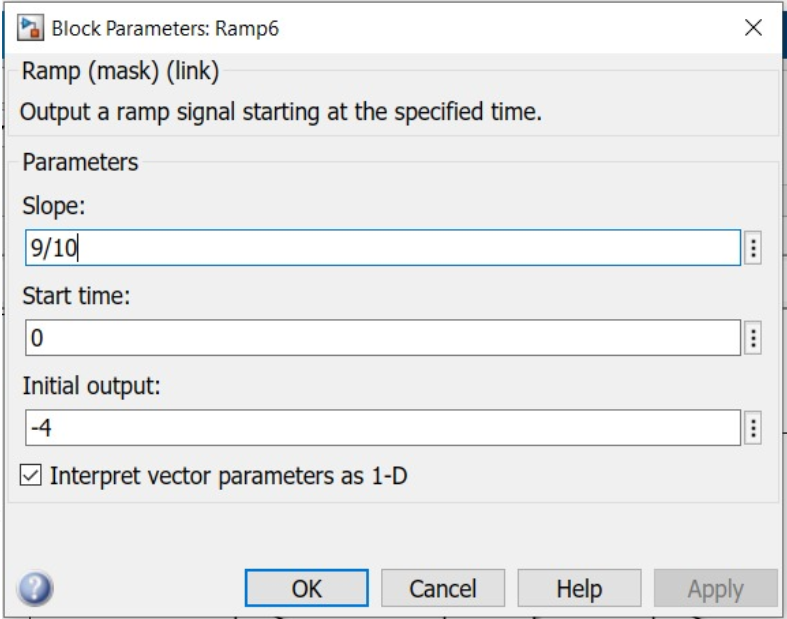 Block Parameters: Ramp6
Ramp (mask) (link)
Output a ramp signal starting at the specified time.
Parameters
Slope:
9/10
Start time:
0
Initial output:
-4
Interpret vector parameters as 1-D
OK Cancel Help Apply